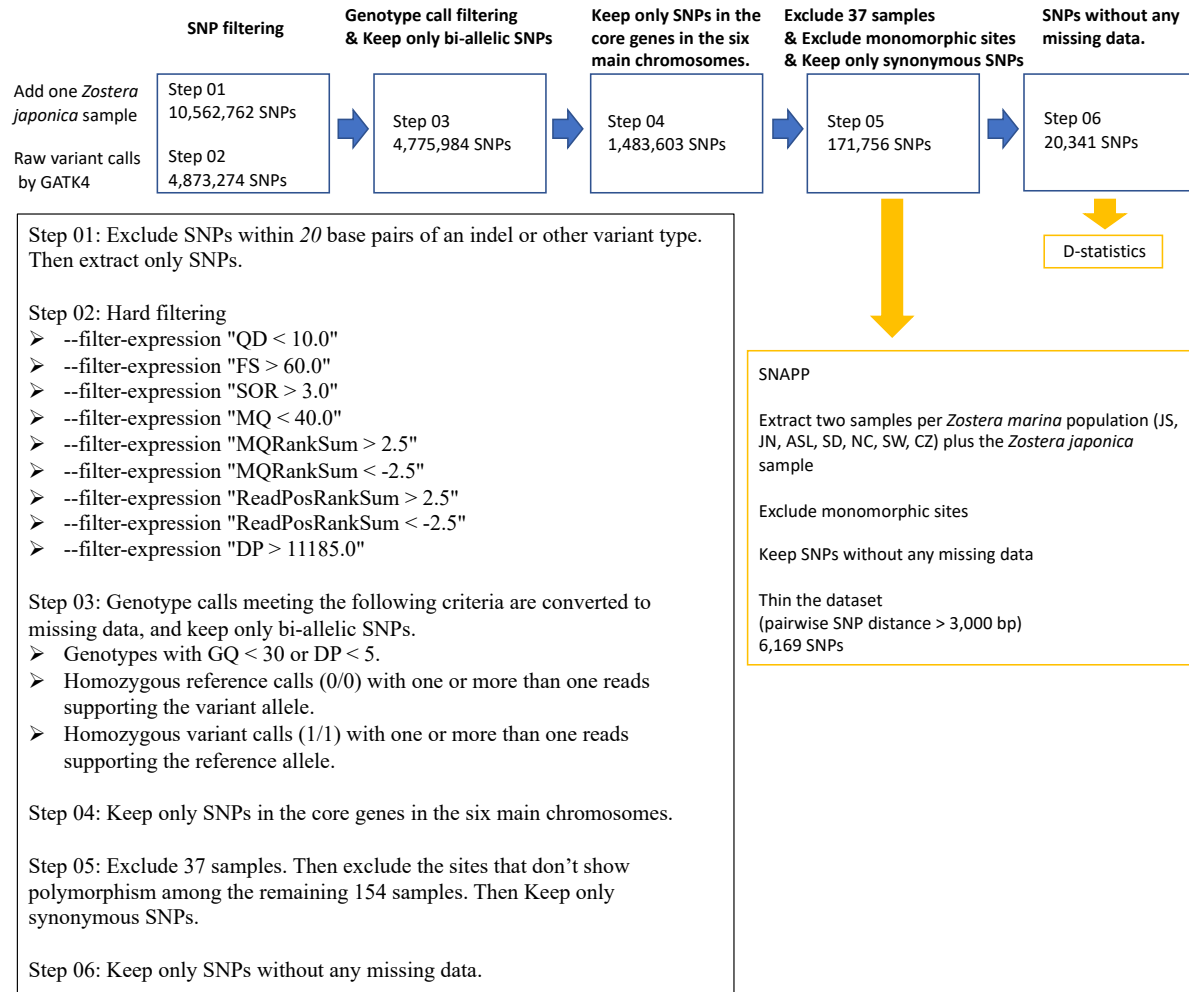 SNP filtering
Genotype call filtering
& Keep only bi-allelic SNPs
Keep only SNPs in the
core genes in the six
main chromosomes.
Exclude 37 samples
& Exclude monomorphic sites
& Keep only synonymous SNPs
SNPs without any
missing data.
Add one Zostera
japonica sample
Raw variant calls
by GATK4
Step 01
10,562,762 SNPs
Step 02
4,873,274 SNPs
Step 03
4,775,984 SNPs
Step 04
1,483,603 SNPs
Step 05
171,756 SNPs
Step 06
20,341 SNPs
D-statistics
Step 01: Exclude SNPs within 20 base pairs of an indel or other variant type.
Then extract only SNPs.
Step 02: Hard filtering
➢ --filter-expression "QD < 10.0"
➢ --filter-expression "FS > 60.0"
➢ --filter-expression "SOR > 3.0"
➢ --filter-expression "MQ < 40.0"
➢ --filter-expression "MQRankSum > 2.5"
➢ --filter-expression "MQRankSum < -2.5"
➢ --filter-expression "ReadPosRankSum > 2.5"
➢ --filter-expression "ReadPosRankSum < -2.5"
➢ --filter-expression "DP > 11185.0"
Step 03: Genotype calls meeting the following criteria are converted to
missing data, and keep only bi-allelic SNPs.
➢ Genotypes with GQ < 30 or DP < 5.
➢ Homozygous reference calls (0/0) with one or more than one reads
supporting the variant allele.
➢ Homozygous variant calls (1/1) with one or more than one reads
supporting the reference allele.
Step 04: Keep only SNPs in the core genes in the six main chromosomes.
Step 05: Exclude 37 samples. Then exclude the sites that don’t show
polymorphism among the remaining 154 samples. Then Keep only
synonymous SNPs.
Step 06: Keep only SNPs without any missing data.
SNAPP
Extract two samples per Zostera marina population (JS,
JN, ASL, SD, NC, SW, CZ) plus the Zostera japonica
sample
Exclude monomorphic sites
Keep SNPs without any missing data
Thin the dataset
(pairwise SNP distance > 3,000 bp)
6,169 SNPs